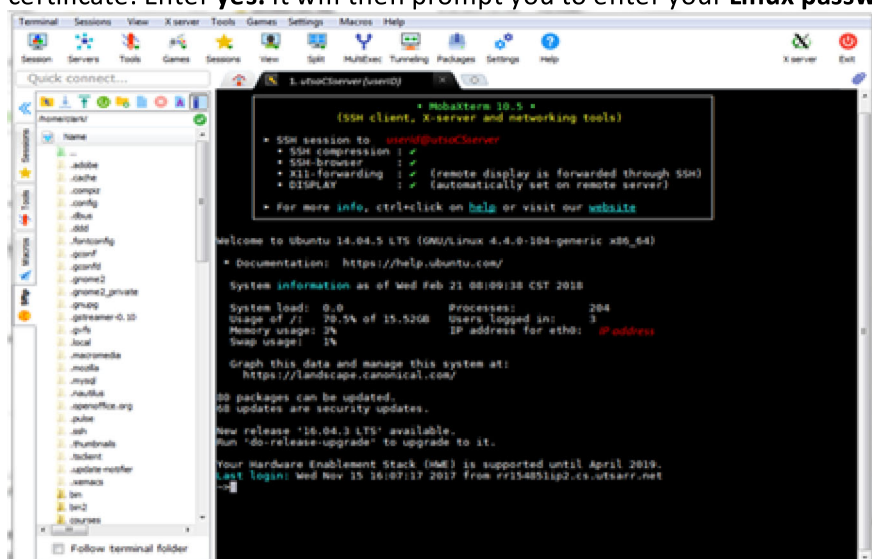 certificate. Enter yes. It will then prompt you to enter your Linux passw
Terminal Sessions View X server Tools Games Settings Macros Help
Session Servers Tools Games Sessions View Split MultiExec Tunneling Packages Settings Help X server Exit
Quick connect...
1. utsaCSserver(userID)
/home/clark/
Name
..
.adobe
.cache
.compiz
.config
.dbus
.ddd
.fontconfig
.gconf
.gconfd
.gnome2
.gnome2_private
.gnupg
.gstreamer-0.10
.gvfs
.local
.macromedia
.mozilla
.mysql
.nautilus
.openoffice.org
.pulse
.ssh
.thumbnails
.tsclient
.update-notifier
.xemacs
bin
bin2
courses
Follow terminal folder
Sessions
Tools
Macros
Sftp
• MobaXterm 10.5 •
(SSH client, X-server and networking tools)
▸ SSH session to userid@utsaCSserver
• SSH compression : ✔
• SSH-browser : ✔
• X11-forwarding : ✔ (remote display is forwarded through SSH)
• DISPLAY : ✔ (automatically set on remote server)
▸ For more info, ctrl+click on help or visit our website
Welcome to Ubuntu 14.04.5 LTS (GNU/Linux 4.4.0-104-generic x86_64)
* Documentation: https://help.ubuntu.com/
System information as of Wed Feb 21 08:09:38 CST 2018
System load: 0.0 Processes: 204
Usage of /: 70.5% of 15.52GB Users logged in: 3
Memory usage: 3% IP address for eth0: IP address
Swap usage: 1%
Graph this data and manage this system at:
https://landscape.canonical.com/
80 packages can be updated.
68 updates are security updates.
New release '16.04.3 LTS' available.
Run 'do-release-upgrade' to upgrade to it.
Your Hardware Enablement Stack (HWE) is supported until April 2019.
Last login: Wed Nov 15 16:07:17 2017 from rr154851ip2.cs.utsarr.net
~>